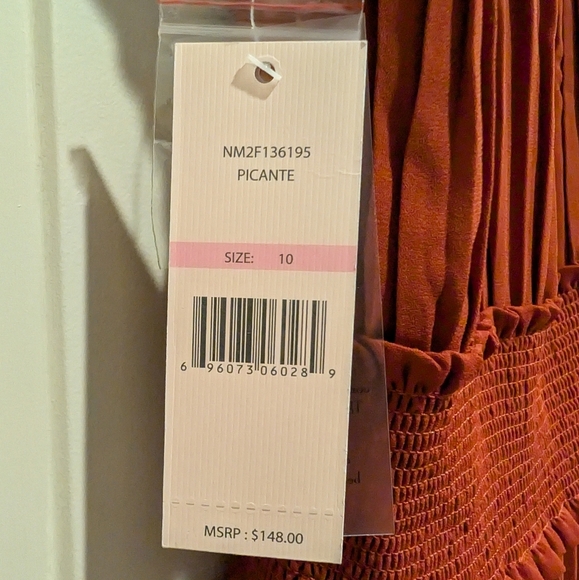 NM2F136195
PICANTE
SIZE: 10
6 96073 06028 9
MSRP : $148.00